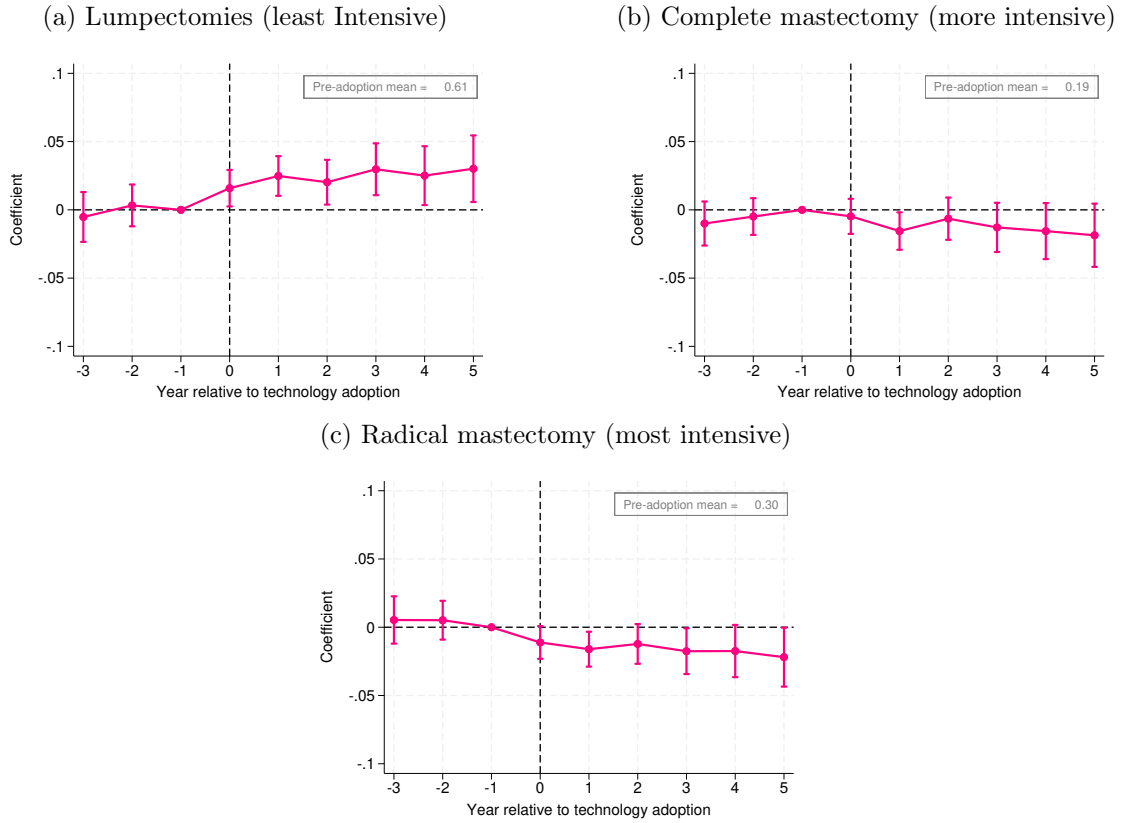 (a) Lumpectomies (least Intensive)
Pre-adoption mean = 0.61
.1
.05
0
-.05
-.1
Coefficient
-3 -2 -1 0 1 2 3 4 5
Year relative to technology adoption
(b) Complete mastectomy (more intensive)
Pre-adoption mean = 0.19
.1
.05
0
-.05
-.1
Coefficient
-3 -2 -1 0 1 2 3 4 5
Year relative to technology adoption
(c) Radical mastectomy (most intensive)
Pre-adoption mean = 0.30
.1
.05
0
-.05
-.1
Coefficient
-3 -2 -1 0 1 2 3 4 5
Year relative to technology adoption